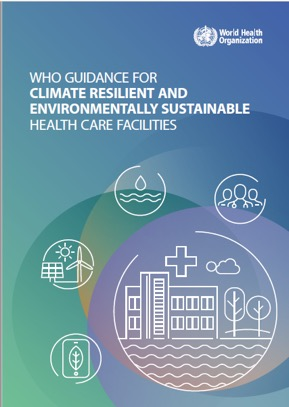 World Health
Organization
WHO GUIDANCE FOR
CLIMATE RESILIENT AND
ENVIRONMENTALLY SUSTAINABLE
HEALTH CARE FACILITIES